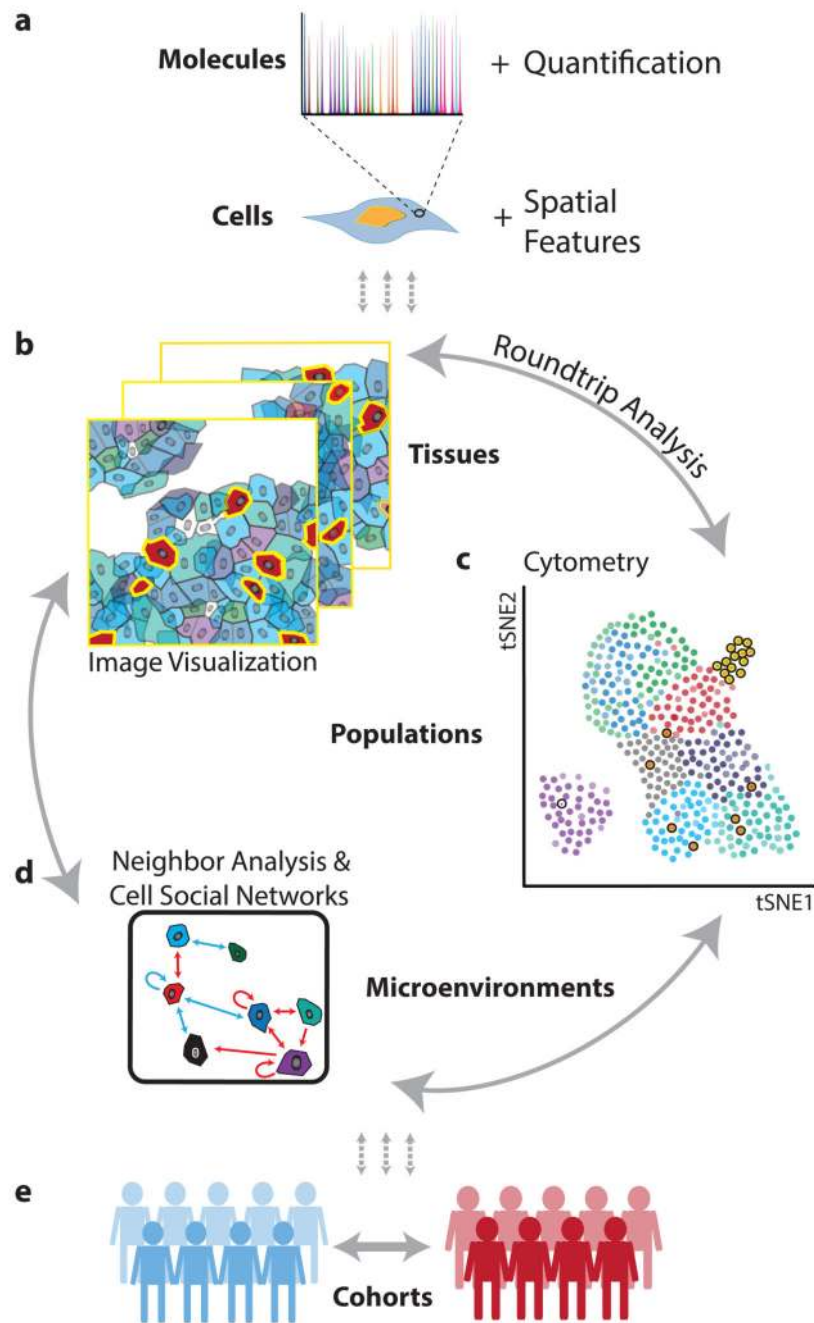 a
Molecules
+ Quantification
Cells
+ Spatial
Features
b
Roundtrip Analysis
Tissues
Image Visualization
c
Cytometry
tSNE2
tSNE1
Populations
d
Neighbor Analysis &
Cell Social Networks
Microenvironments
e
Cohorts